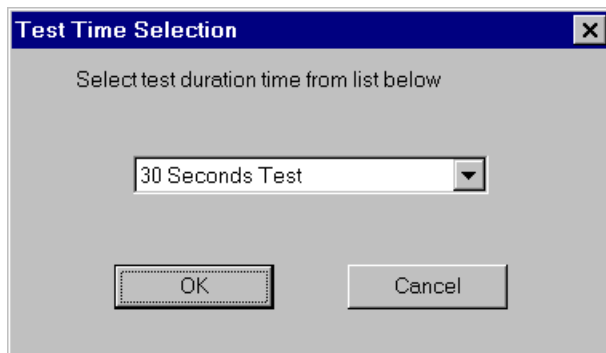 Test Time Selection
Select test duration time from list below
30 Seconds Test
OK
Cancel